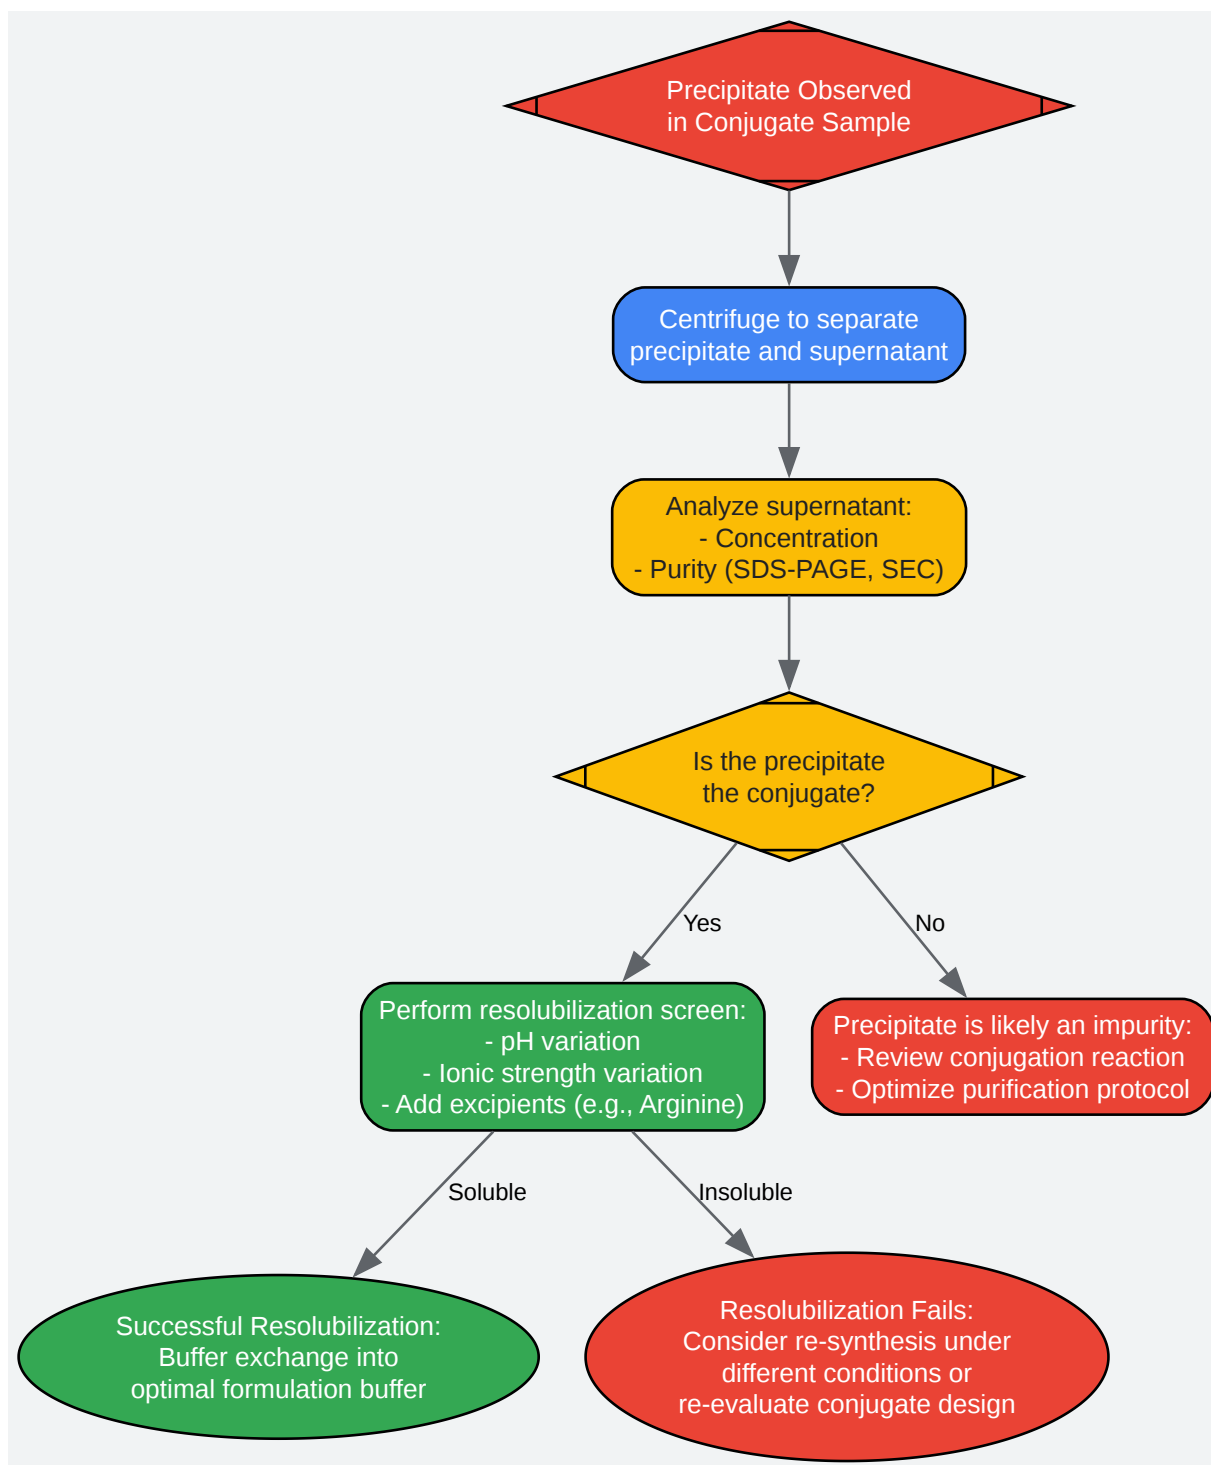 Precipitate Observed
in Conjugate Sample
Centrifuge to separate
precipitate and supernatant
Analyze supernatant:
- Concentration
- Purity (SDS-PAGE, SEC)
Is the precipitate
the conjugate?
Yes
No
Perform resolubilization screen:
- pH variation
- Ionic strength variation
- Add excipients (e.g., Arginine)
Precipitate is likely an impurity:
- Review conjugation reaction
- Optimize purification protocol
Soluble
Insoluble
Successful Resolubilization:
Buffer exchange into
optimal formulation buffer
Resolubilization Fails:
Consider re-synthesis under
different conditions or
re-evaluate conjugate design